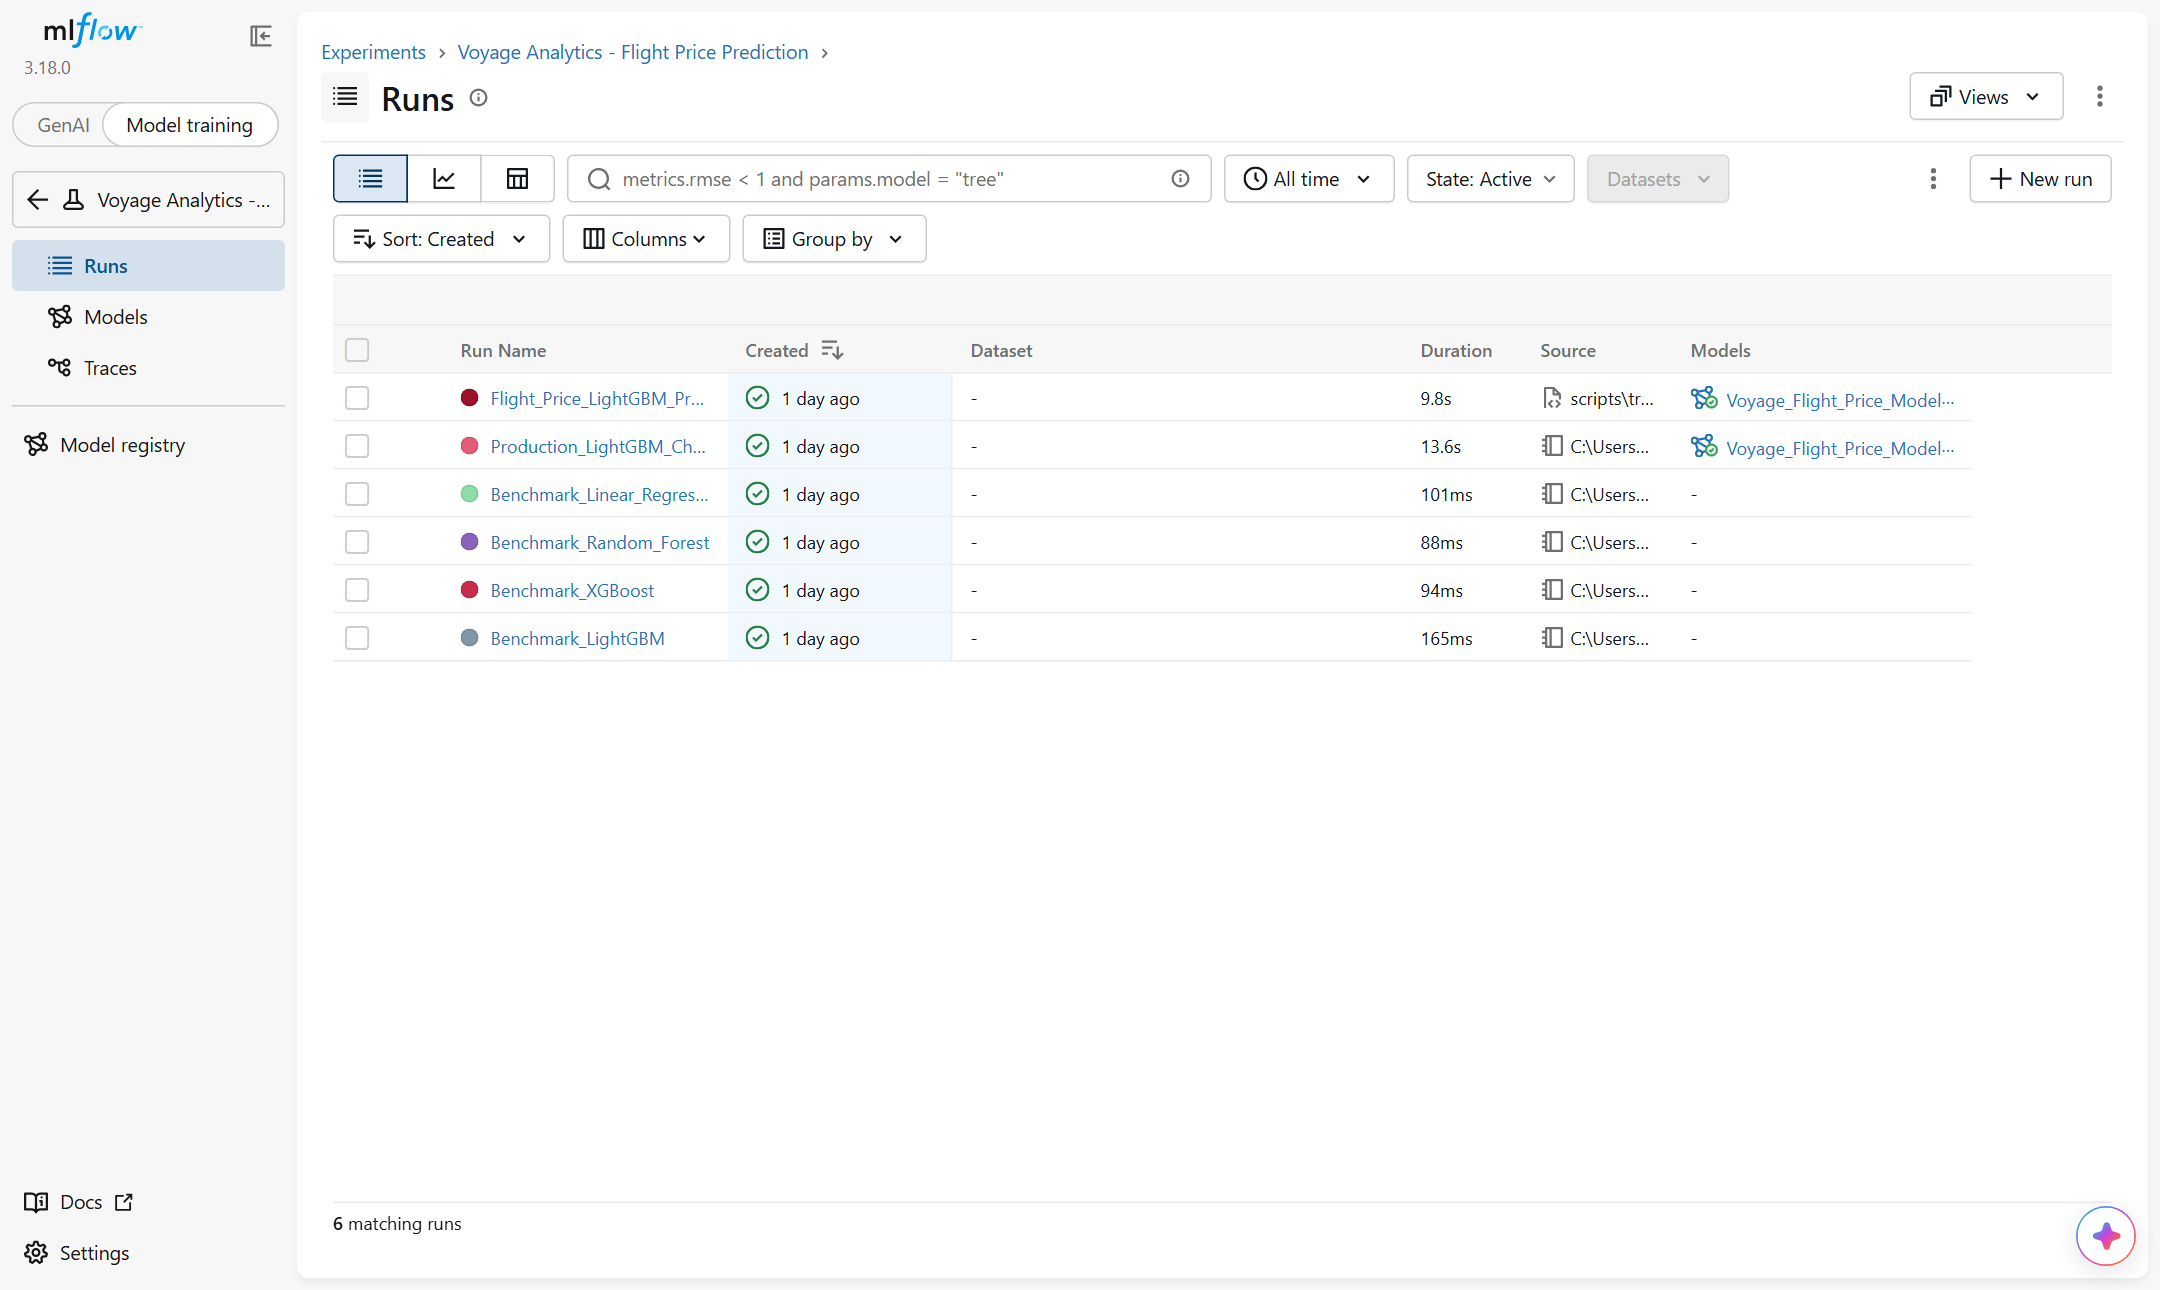 mlflow
3.18.0
GenAI
Model training
Voyage Analytics -...
Runs
Models
Traces
Model registry
Docs
Settings
Experiments > Voyage Analytics - Flight Price Prediction >
Runs
Views
metrics.rmse < 1 and params.model = "tree"
All time
State: Active
Datasets
New run
Sort: Created
Columns
Group by
Run Name Created Dataset Duration Source Models
Flight_Price_LightGBM_Pr... 1 day ago - 9.8s scripts\tr... Voyage_Flight_Price_Model...
Production_LightGBM_Ch... 1 day ago - 13.6s C:\Users... Voyage_Flight_Price_Model...
Benchmark_Linear_Regres... 1 day ago - 101ms C:\Users... -
Benchmark_Random_Forest 1 day ago - 88ms C:\Users... -
Benchmark_XGBoost 1 day ago - 94ms C:\Users... -
Benchmark_LightGBM 1 day ago - 165ms C:\Users... -
6 matching runs